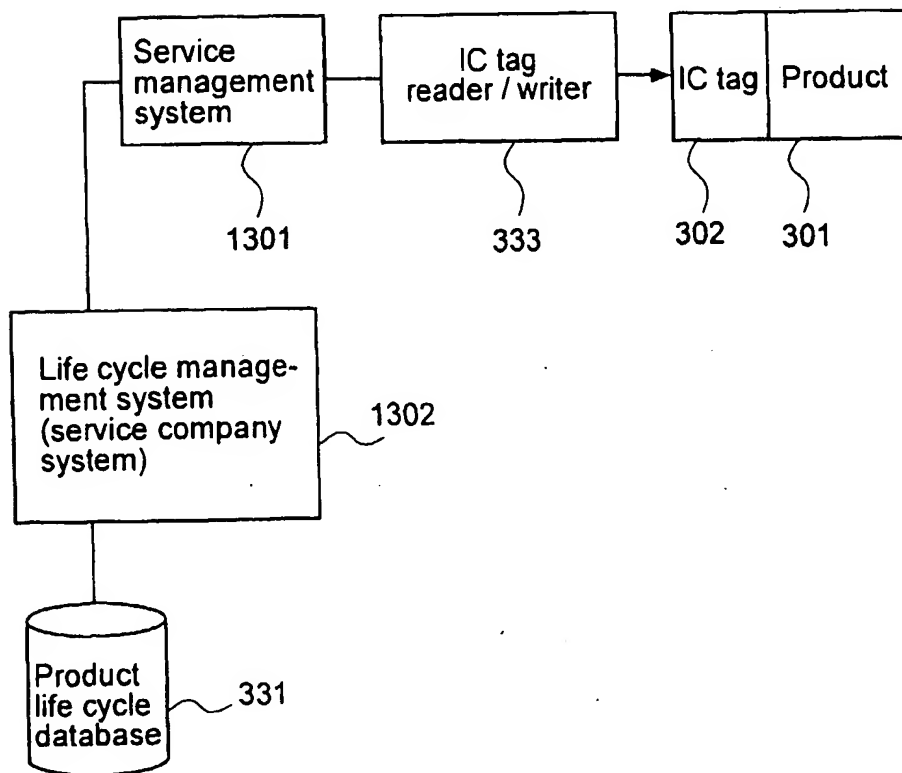 Service
management
system
IC tag
reader / writer
IC tag
Product
1301
333
302
301
Life cycle manage-
ment system
(service company
system)
1302
Product
life cycle
database
331